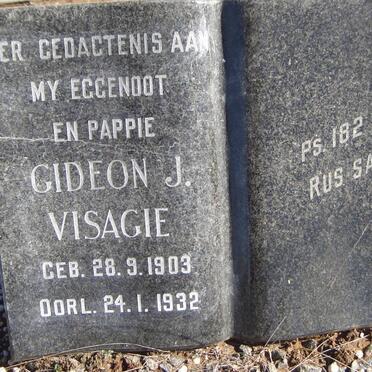 ER GEDACTENIS AAN
MY EGGENOOT
EN PAPPIE
GIDEON J.
VISAGIE
GEB. 28.9.1903
OORL. 24.1.1932
PS. 182
RUS SA